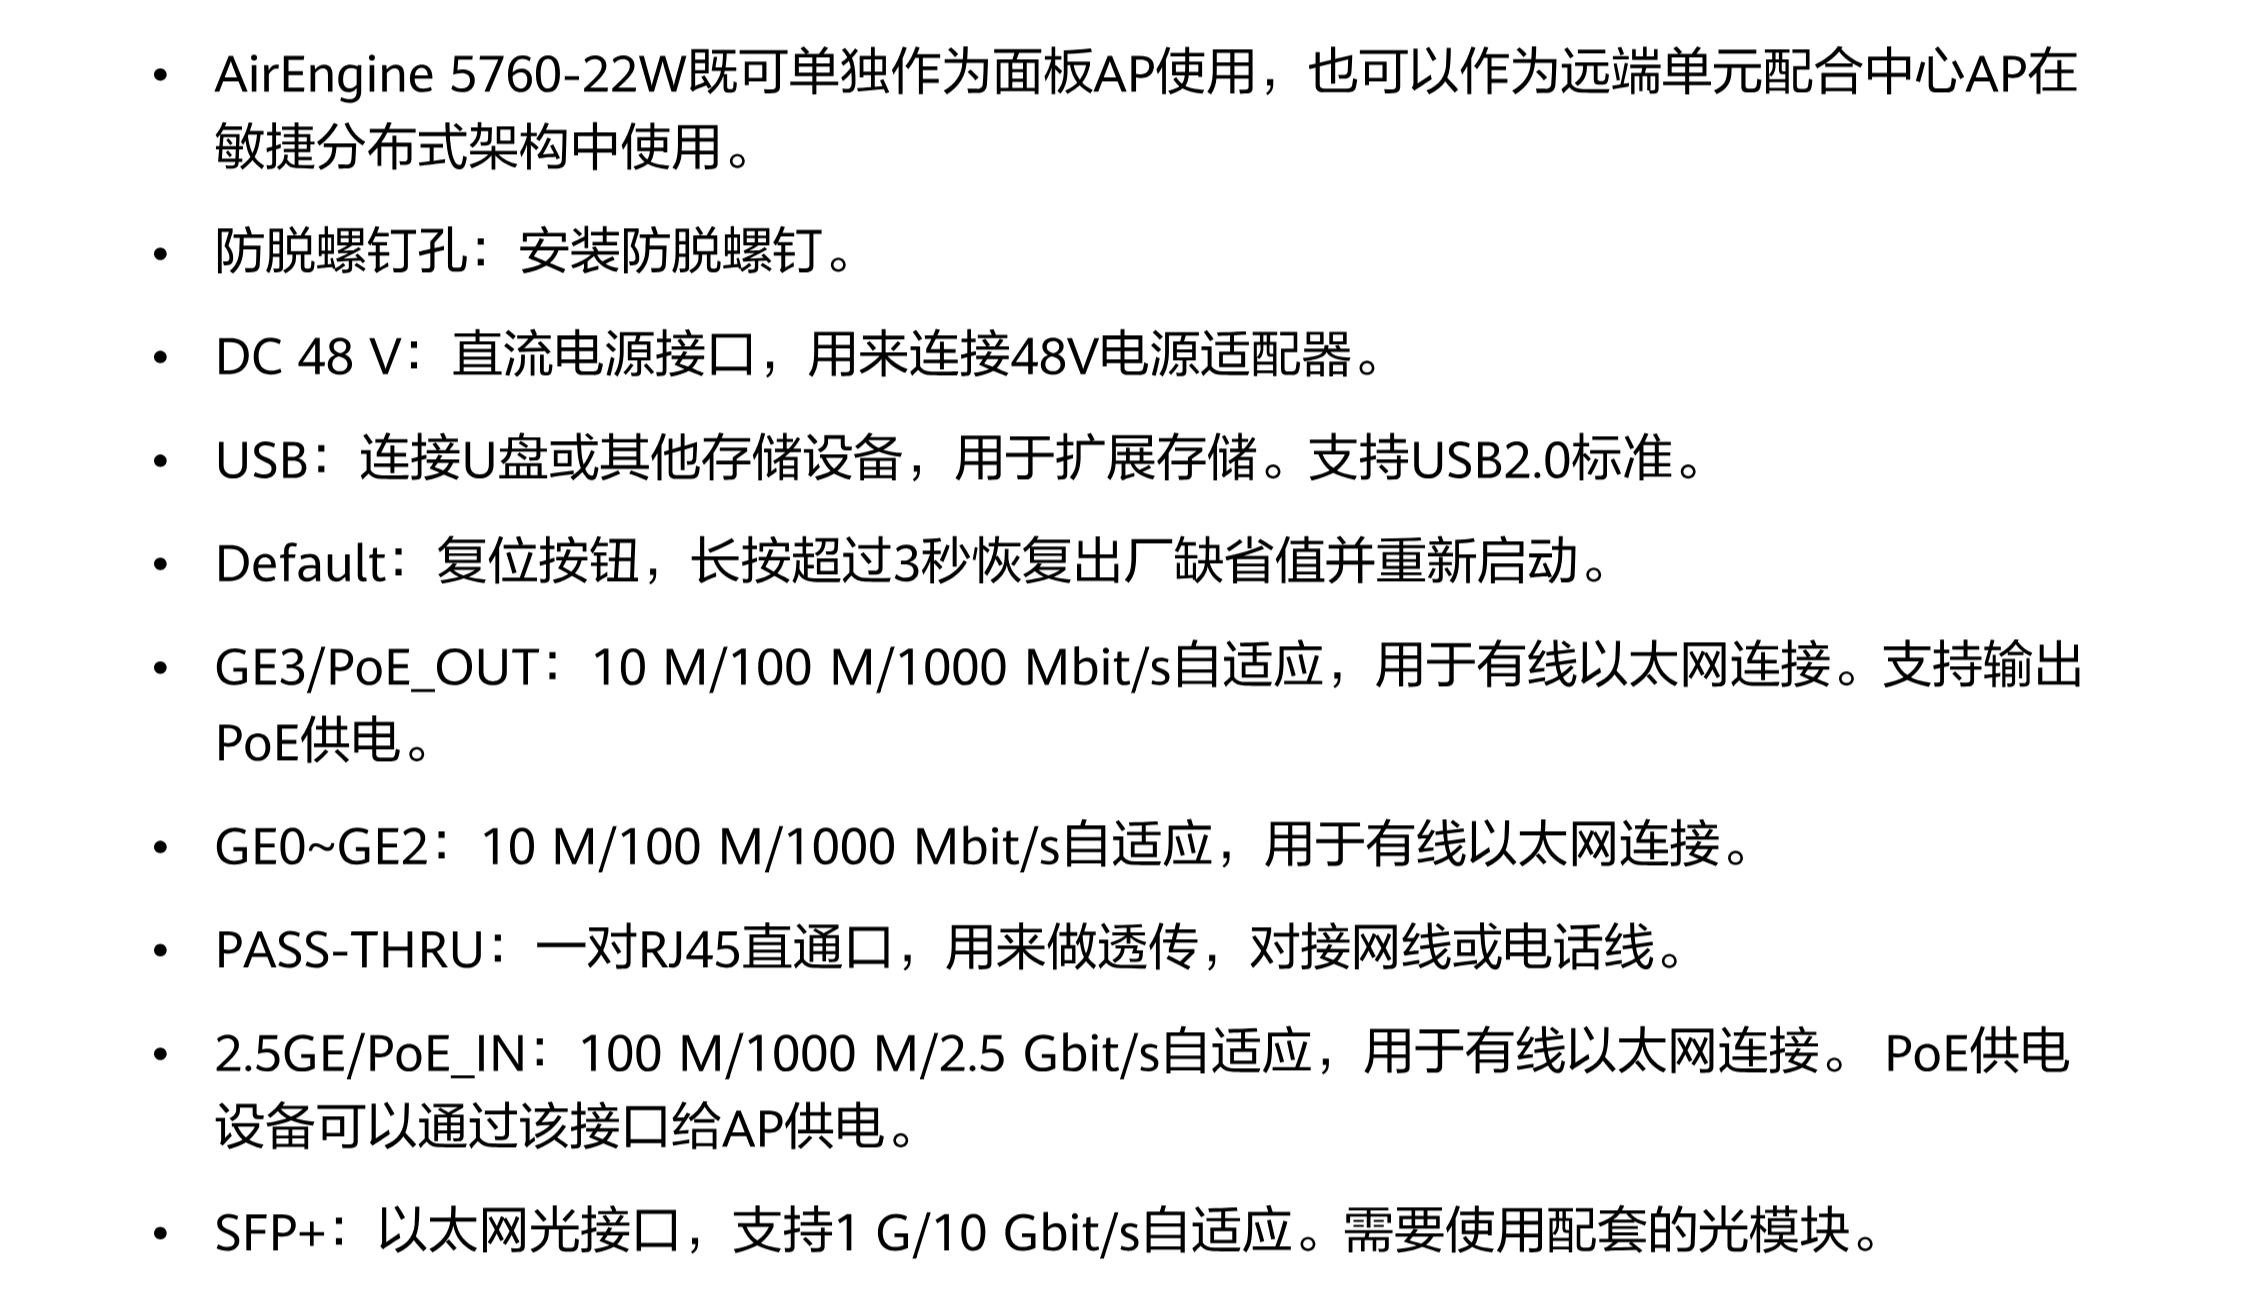 • AirEngine 5760-22W既可单独作为面板AP使用，也可以作为远端单元配合中心AP在
敏捷分布式架构中使用。
• 防脱螺钉孔：安装防脱螺钉。
• DC 48 V：直流电源接口，用来连接48V电源适配器。
• USB：连接U盘或其他存储设备，用于扩展存储。支持USB2.0标准。
• Default：复位按钮，长按超过3秒恢复出厂缺省值并重新启动。
• GE3/PoE_OUT：10 M/100 M/1000 Mbit/s自适应，用于有线以太网连接。支持输出
PoE供电。
• GE0~GE2：10 M/100 M/1000 Mbit/s自适应，用于有线以太网连接。
• PASS-THRU：一对RJ45直通口，用来做透传，对接网线或电话线。
• 2.5GE/PoE_IN：100 M/1000 M/2.5 Gbit/s自适应，用于有线以太网连接。 PoE供电
设备可以通过该接口给AP供电。
• SFP+：以太网光接口，支持1 G/10 Gbit/s自适应。需要使用配套的光模块。